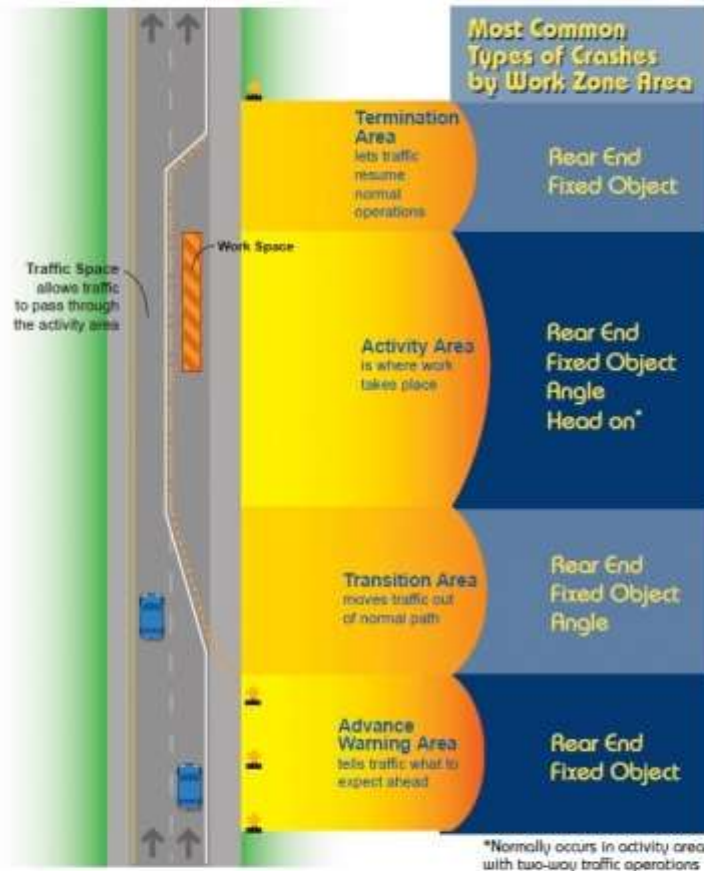 Most Common
Types of Crashes
by Work Zone Area
Termination
Area
lets traffic
resume
normal
operations
Rear End
Fixed Object
Work Space
Traffic Space
allows traffic
to pass through
the activity area
Activity Area
is where work
takes place
Rear End
Fixed Object
Angle
Head on*
Transition Area
moves traffic out
of normal path
Rear End
Fixed Object
Angle
Advance
Warning Area
tells traffic what to
expect ahead
Rear End
Fixed Object
*Normally occurs in activity area
with two-way traffic operations